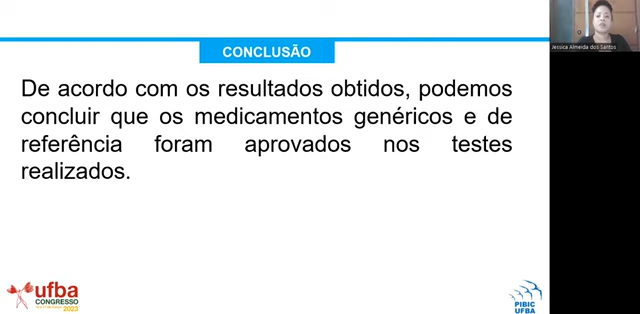 CONCLUSÃO
De acordo com os resultados obtidos, podemos
concluir que os medicamentos genéricos e de
referência foram aprovados nos testes
realizados.
Jessica Almeida dos Santos
ufba
CONGRESSO
2023
PIBIC
UFBA